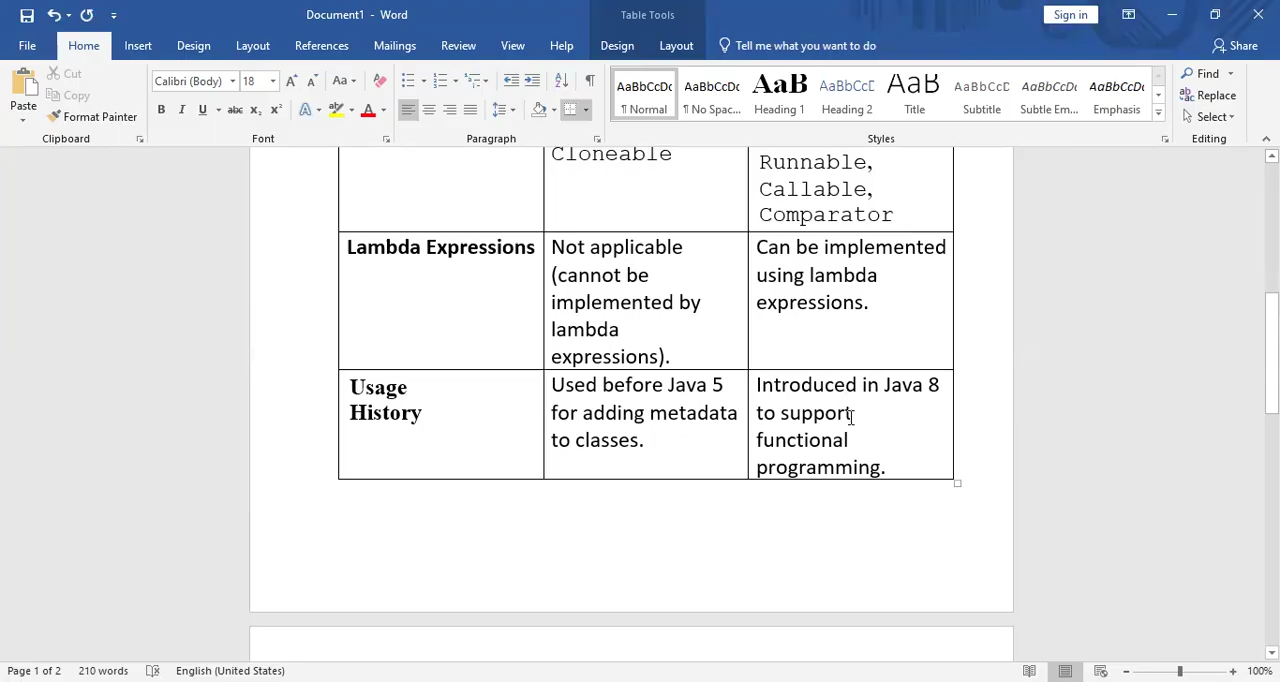 Document1 - Word
Table Tools
Sign in
File Home Insert Design Layout References Mailings Review View Help Design Layout Tell me what you want to do Share
Paste
Cut
Copy
Format Painter
Clipboard
Calibri (Body) 18
Font
Paragraph
AaBbCcDc AaBbCcDc AaB AaBbCcD AaB AaBbCcD AaBbCcDc AaBbCcDc
¶ Normal ¶ No Spac... Heading 1 Heading 2 Title Subtitle Subtle Em... Emphasis
Styles
Find
Replace
Select
Editing
Cloneable
Runnable,
Callable,
Comparator
Lambda Expressions
Not applicable
(cannot be
implemented by
lambda
expressions).
Can be implemented
using lambda
expressions.
Usage
History
Used before Java 5
for adding metadata
to classes.
Introduced in Java 8
to support
functional
programming.
Page 1 of 2 210 words English (United States) 100%